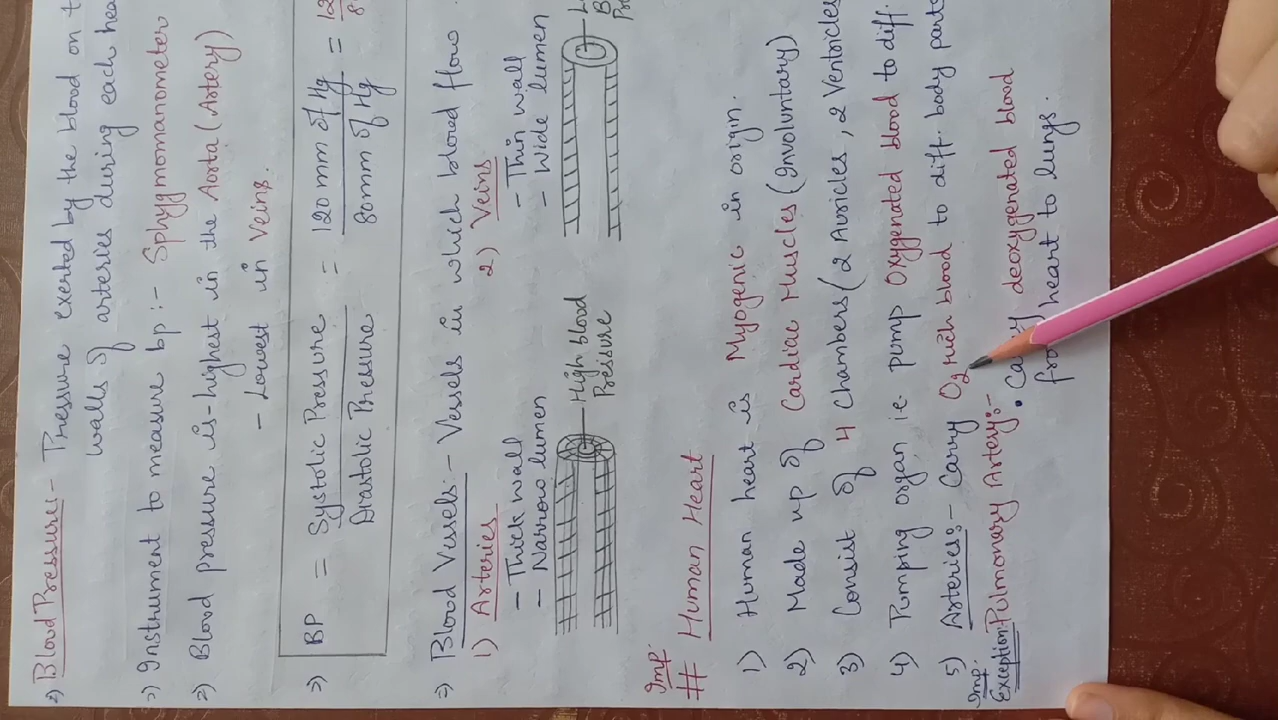 =) Blood Pressure:- Pressure exerted by the blood on t
walls of arteries during each hea
=) Instrument to measure bp :- Sphygmomanometer
=) Blood pressure is - highest in the Aorta (Artery)
- Lowest in Veins.
=) BP = Systolic Pressure = 120 mm of Hg = 12
Diastolic Pressure 80mm of Hg 8
=) Blood Vessels:- Vessels in which blood flow.
1) Arteries 2) Veins
- Thick wall - Thin wall
- Narrow lumen - Wide lumen
High blood
Pressure
L
B
Pr
Imp.
# Human Heart
1) Human heart is Myogenic in origin.
2) Made up of Cardiac Muscles (Involuntary)
3) Consist of 4 chambers (2 Auricles, 2 Ventricles
4) Pumping organ i.e. pump Oxygenated blood to diff.
5) Arteries:- Carry O2 rich blood to diff. body part
Imp.
Exception: Pulmonary Artery:-
• deoxygenated blood
heart to lungs.